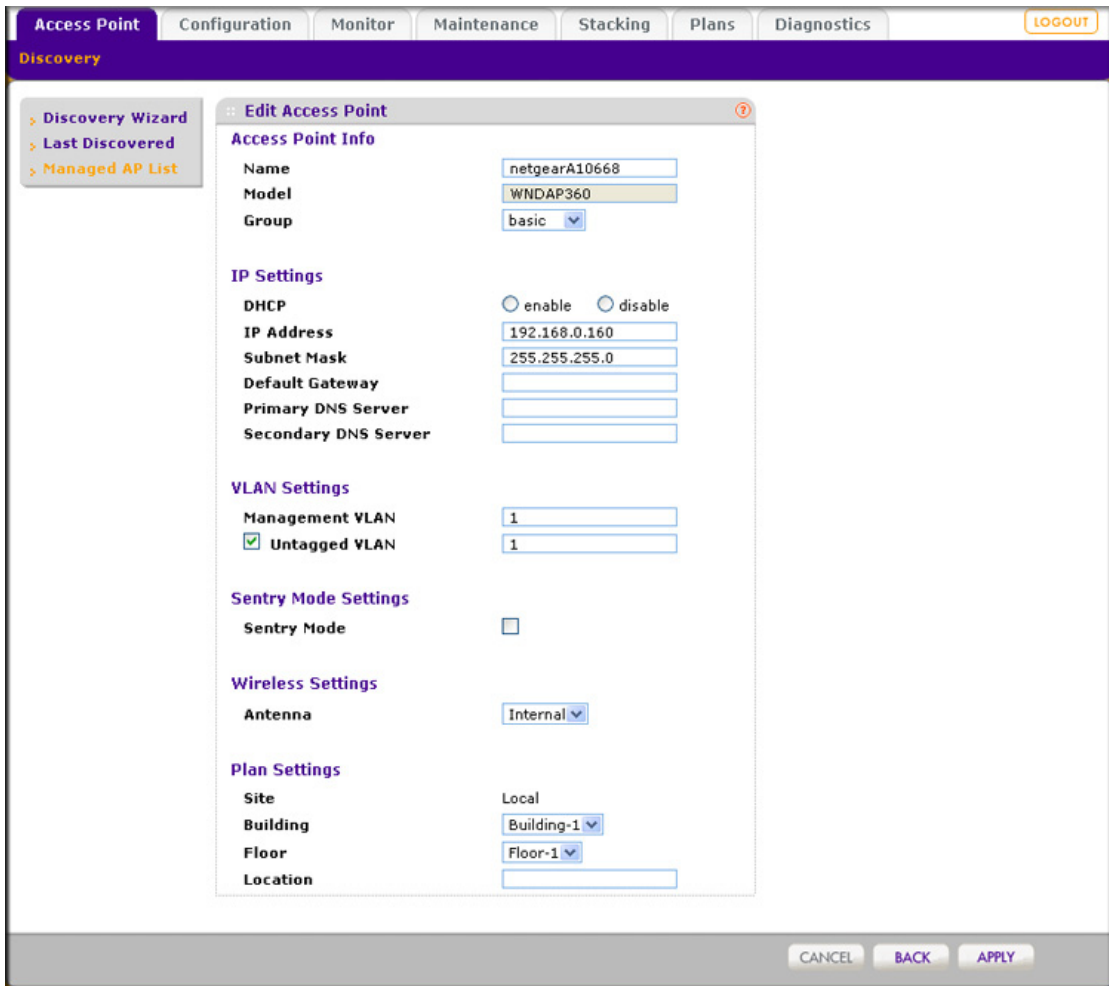 Access Point Configuration Monitor Maintenance Stacking Plans Diagnostics LOGOUT
Discovery
Discovery Wizard
Last Discovered
Managed AP List
Edit Access Point ?
Access Point Info
Name netgearA10668
Model WNDAP360
Group basic
IP Settings
DHCP enable disable
IP Address 192.168.0.160
Subnet Mask 255.255.255.0
Default Gateway
Primary DNS Server
Secondary DNS Server
VLAN Settings
Management VLAN 1
Untagged VLAN 1
Sentry Mode Settings
Sentry Mode
Wireless Settings
Antenna Internal
Plan Settings
Site Local
Building Building-1
Floor Floor-1
Location
CANCEL BACK APPLY